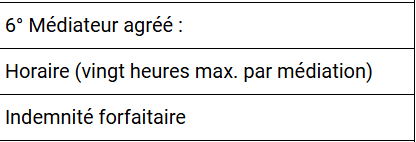 6° Médiateur agréé :
Horaire (vingt heures max. par médiation)
Indemnité forfaitaire